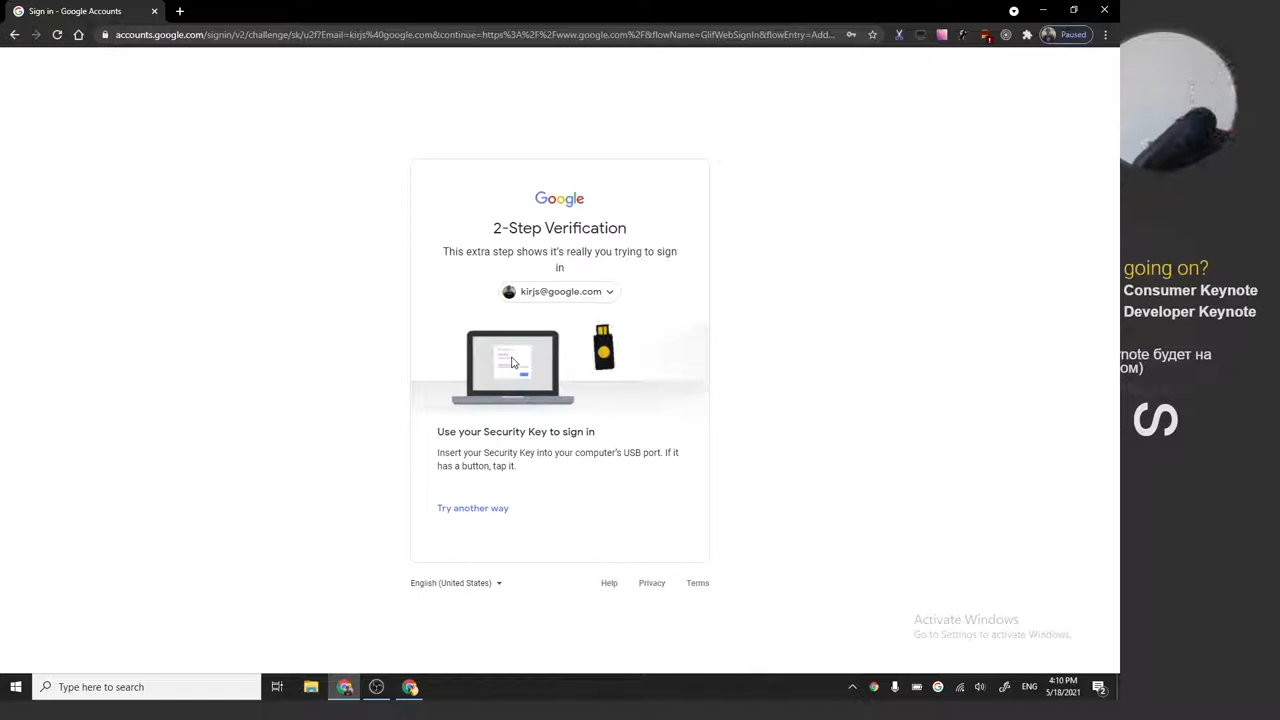 Sign in - Google Accounts
accounts.google.com/signin/v2/challenge/sk/u2f?Email=kirjs%40google.com&continue=https%3A%2F%2Fwww.google.com%2F&flowName=GlifWebSignIn&flowEntry=Add...
Paused
Google
2-Step Verification
This extra step shows it's really you trying to sign
in
kirjs@google.com
Use your Security Key to sign in
Insert your Security Key into your computer's USB port. If it
has a button, tap it.
Try another way
English (United States)
Help
Privacy
Terms
Activate Windows
Go to Settings to activate Windows.
going on?
Consumer Keynote
Developer Keynote
note будет на
ом)
S
Type here to search
ENG
4:10 PM
5/18/2021
2